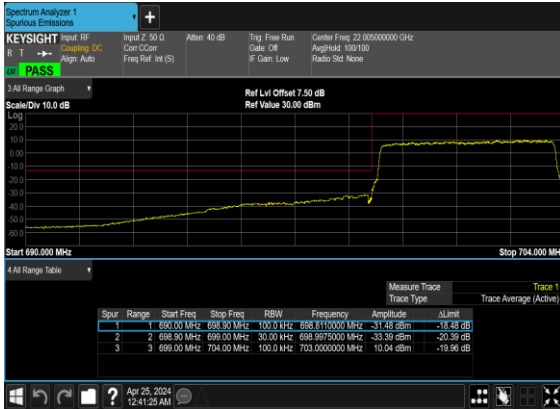 Spectrum Analyzer 1
Spurious Emissions
+
KEYSIGHT Input: RF Input Z: 50 Ω Atten: 40 dB Trig: Free Run Center Freq: 22.005000000 GHz
R T Coupling: DC Corr CCorr Gate: Off Avg|Hold: 100/100
Align: Auto Freq Ref: Int (S) IF Gain: Low Radio Std: None
PASS
3 All Range Graph
Ref Lvl Offset 7.50 dB
Scale/Div 10.0 dB Ref Value 30.00 dBm
Log
20.0
10.0
0.00
-10.0
-20.0
-30.0
-40.0
-50.0
-60.0
Start 690.000 MHz Stop 704.000 MH
4 All Range Table
Measure Trace Trace 1
Trace Type Trace Average (Active)
Spur Range Start Freq Stop Freq RBW Frequency Amplitude ΔLimit
1 1 690.00 MHz 698.90 MHz 100.0 kHz 698.8110000 MHz -31.48 dBm -18.48 dB
2 2 698.90 MHz 699.00 MHz 30.00 kHz 698.9975000 MHz -33.39 dBm -20.39 dB
3 3 699.00 MHz 704.00 MHz 100.0 kHz 703.0000000 MHz 10.04 dBm -19.96 dB
? Apr 25, 2024
12:41:25 AM